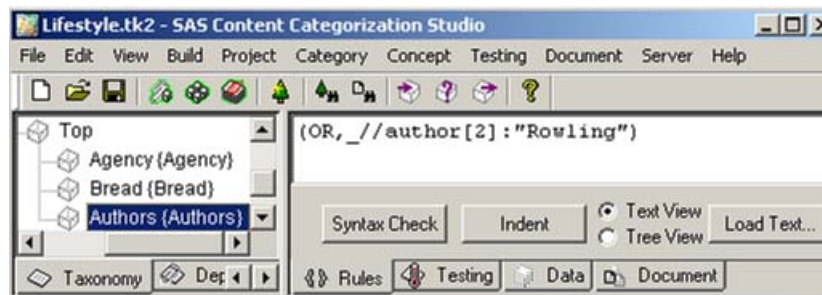 Lifestyle.tk2 - SAS Content Categorization Studio
File Edit View Build Project Category Concept Testing Document Server Help
Top
Agency {Agency}
Bread {Bread}
Authors {Authors}
(OR,_//author[2]:"Rowling")
Syntax Check Indent Text View Tree View Load Text...
Taxonomy Rules Testing Data Document